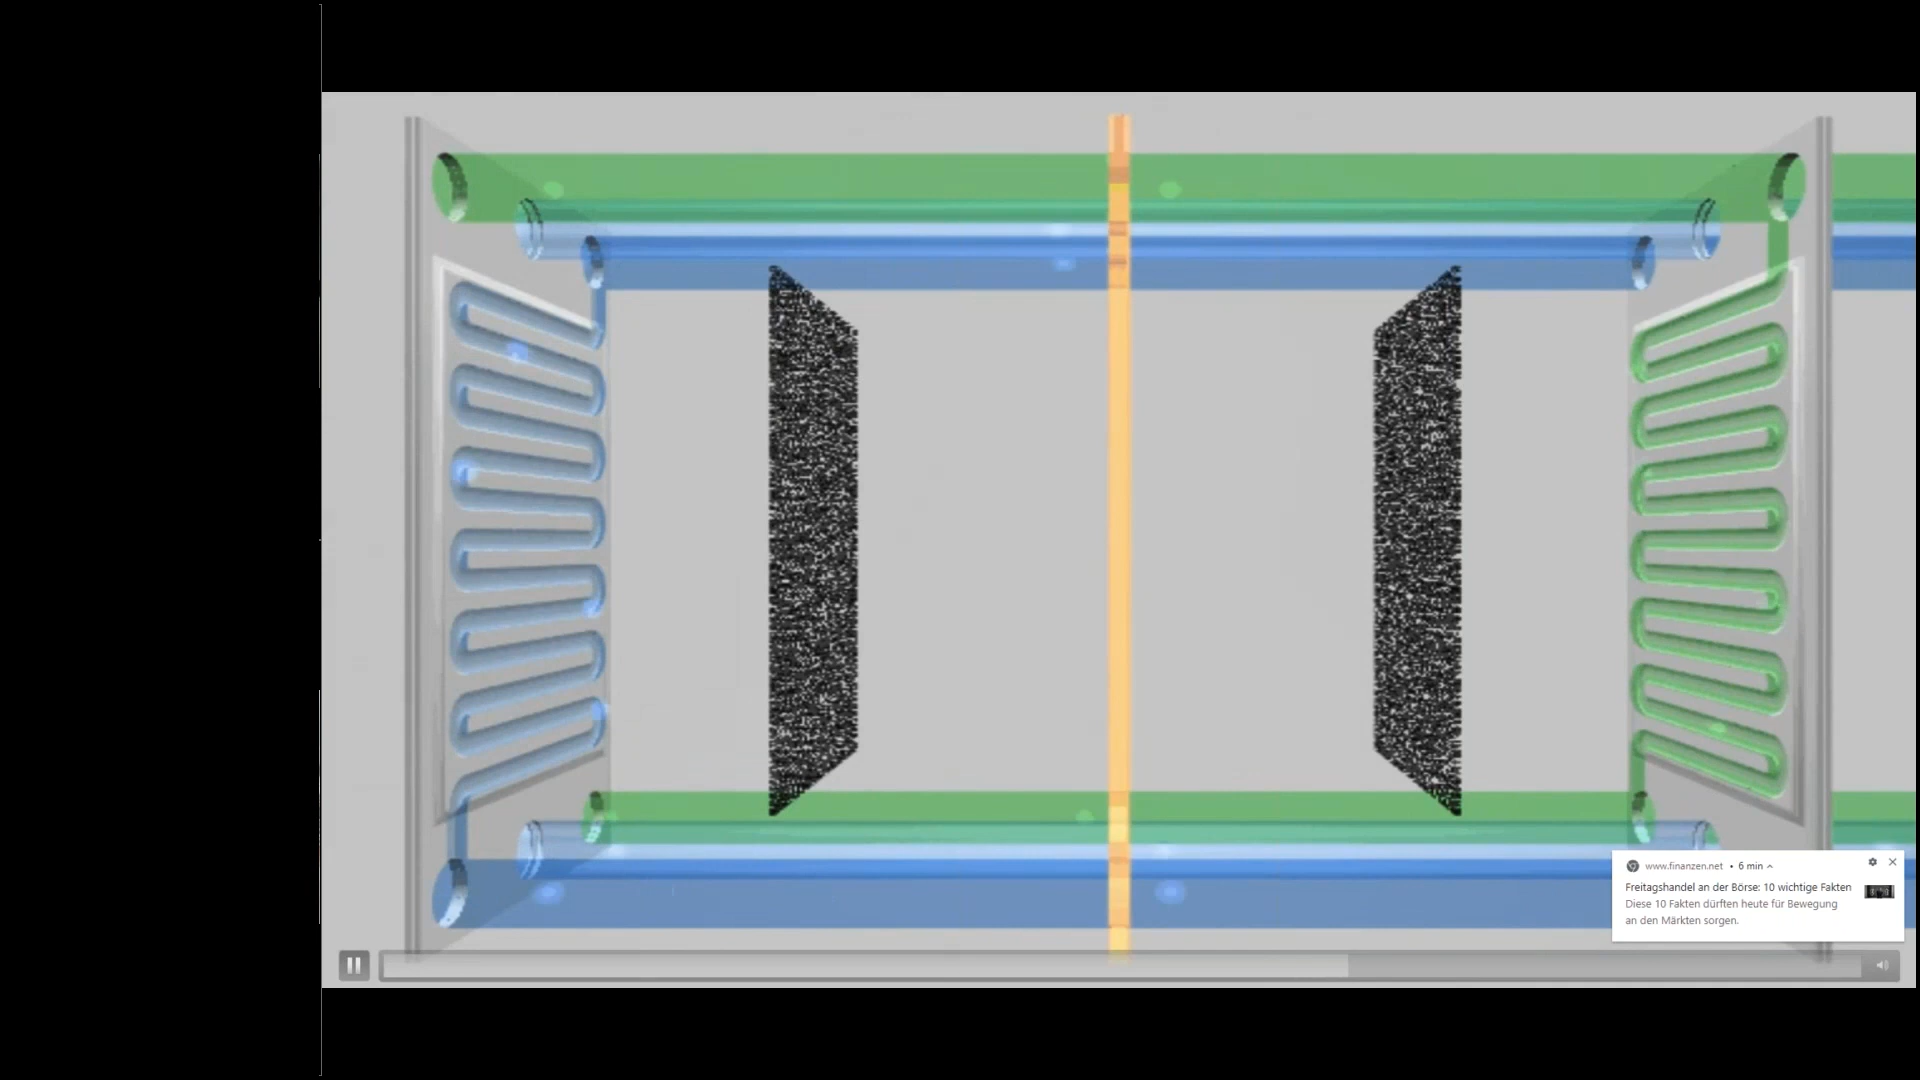 www.finanzen.net • 6 min
Freitagshandel an der Börse: 10 wichtige Fakten
Diese 10 Fakten dürften heute für Bewegung
an den Märkten sorgen.